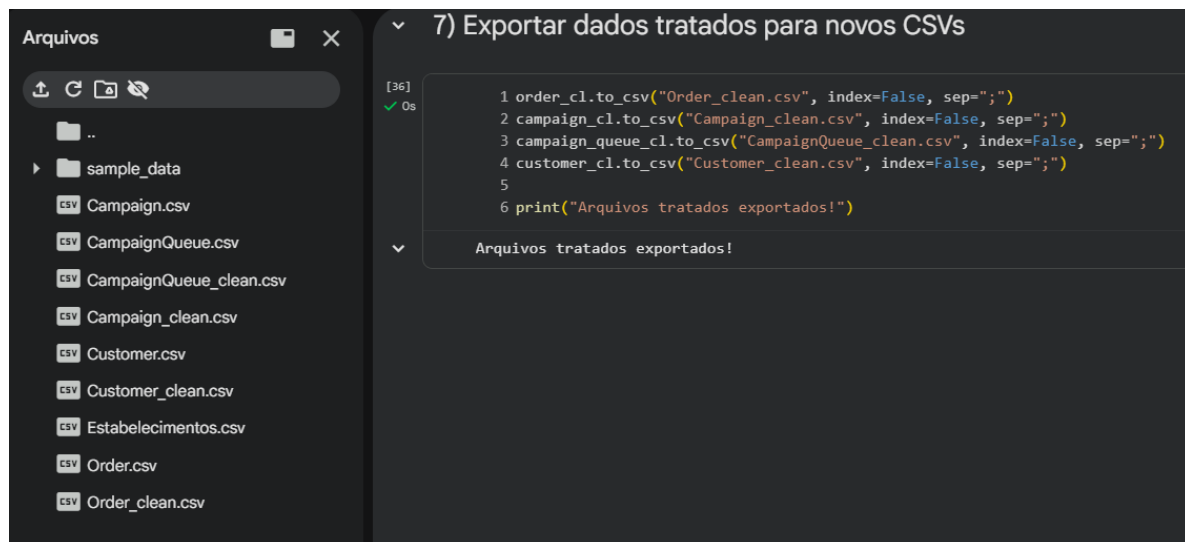 Arquivos
..
sample_data
CSV Campaign.csv
CSV CampaignQueue.csv
CSV CampaignQueue_clean.csv
CSV Campaign_clean.csv
CSV Customer.csv
CSV Customer_clean.csv
CSV Estabelecimentos.csv
CSV Order.csv
CSV Order_clean.csv
7) Exportar dados tratados para novos CSVs
[36]
0s
1 order_cl.to_csv("Order_clean.csv", index=False, sep=";")
2 campaign_cl.to_csv("Campaign_clean.csv", index=False, sep=";")
3 campaign_queue_cl.to_csv("CampaignQueue_clean.csv", index=False, sep=";")
4 customer_cl.to_csv("Customer_clean.csv", index=False, sep=";")
5
6 print("Arquivos tratados exportados!")
Arquivos tratados exportados!